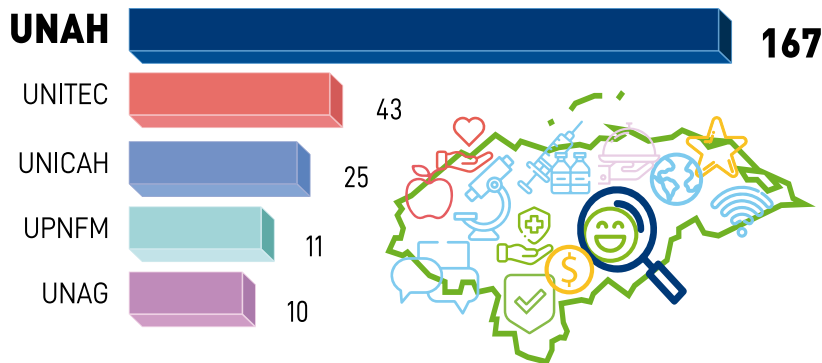 UNAH 167
UNITEC 43
UNICAH 25
UPNFM 11
UNAG 10
$